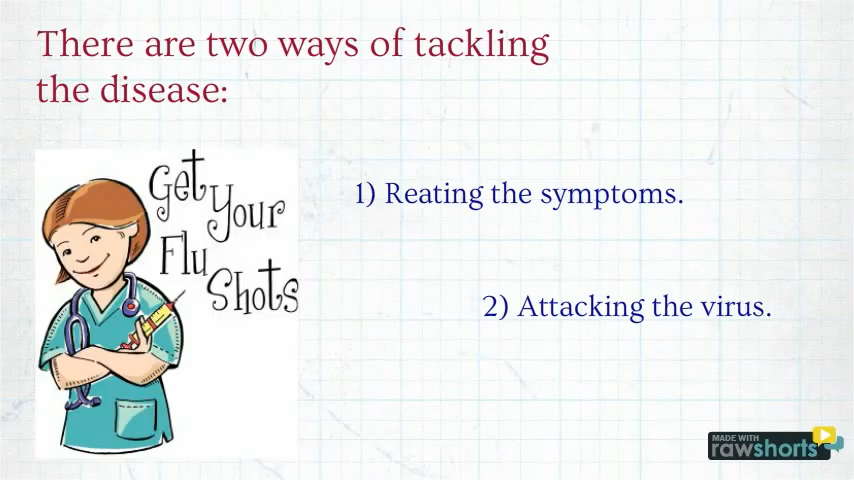 There are two ways of tackling
the disease:
Get
Your
Flu
Shots
1) Reating the symptoms.
2) Attacking the virus.
MADE WITH
rawshorts